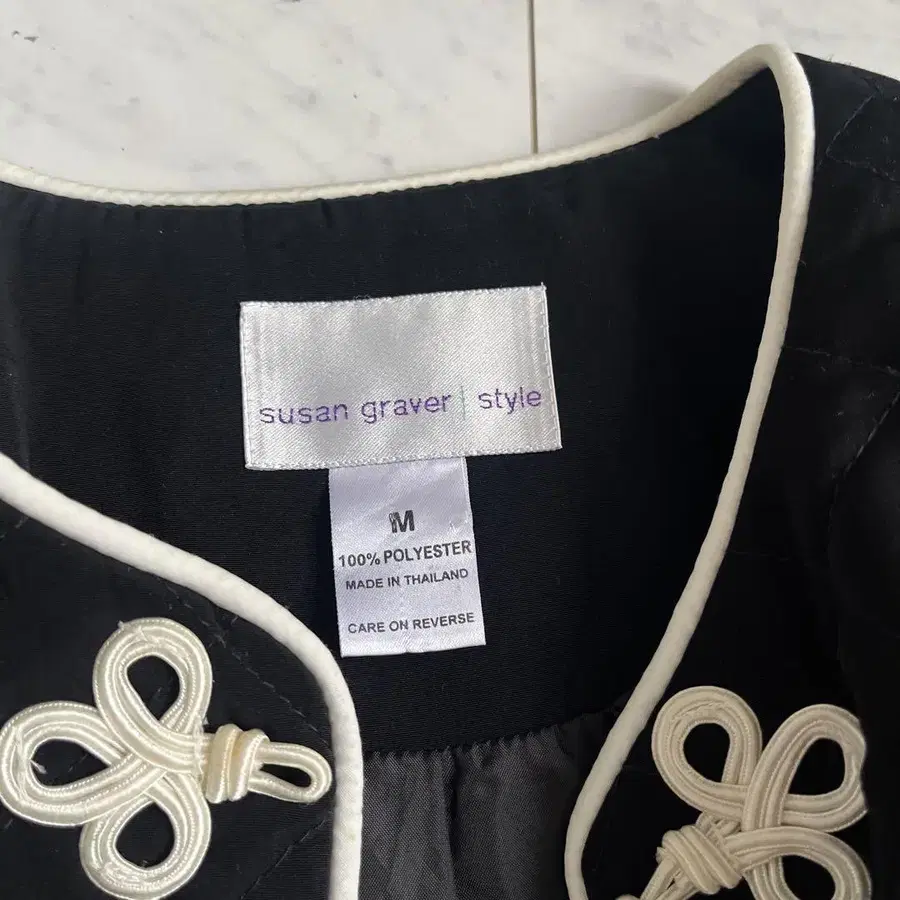 susan graver | style
M
100% POLYESTER
MADE IN THAILAND
CARE ON REVERSE